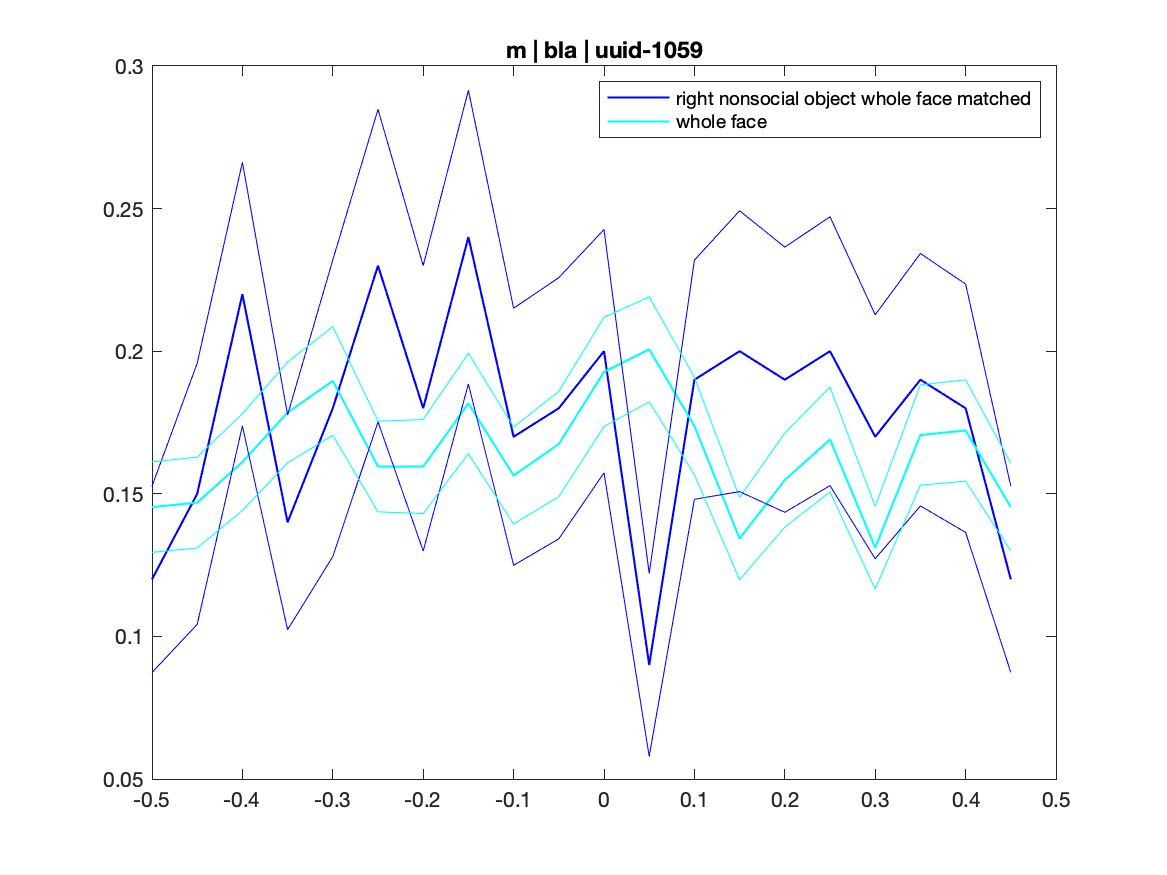 m | bla | uuid-1059
right nonsocial object whole face matched
whole face
0.3
0.25
0.2
0.15
0.1
0.05
-0.5 -0.4 -0.3 -0.2 -0.1 0 0.1 0.2 0.3 0.4 0.5